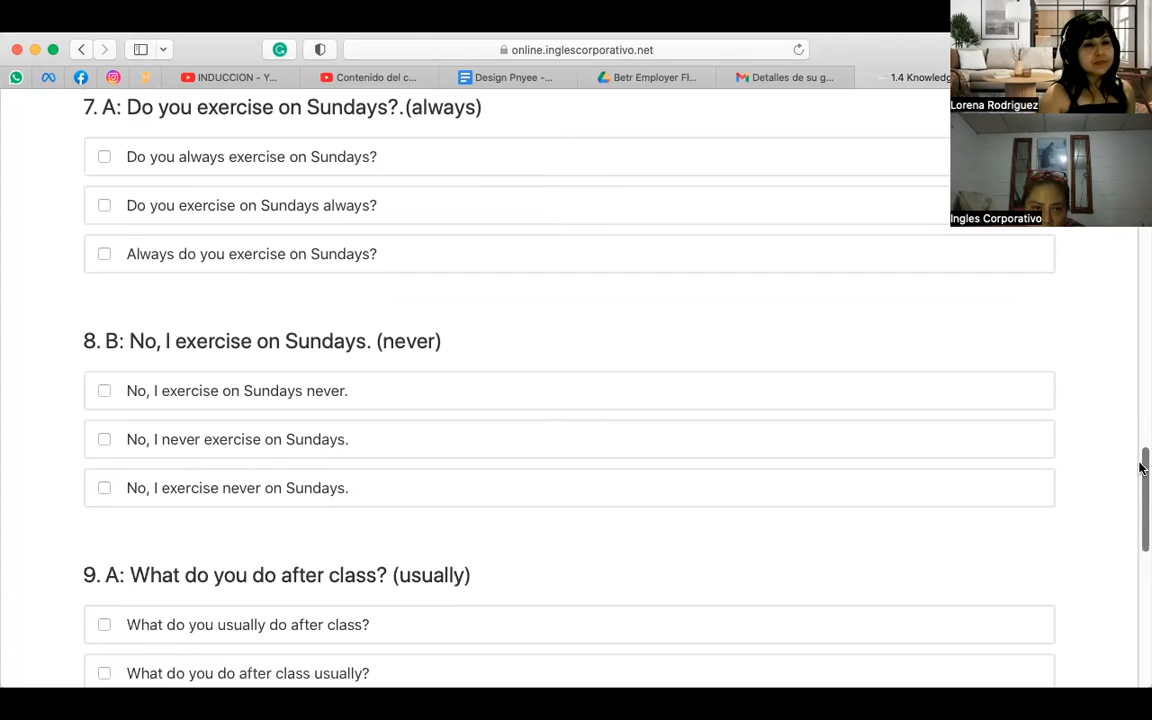 online.inglescorporativo.net
INDUCCION - Y...
Contenido del c...
Design Pnyee -...
Betr Employer Fl...
Detalles de su g...
1.4 Knowledg
Lorena Rodriguez
Ingles Corporativo
7. A: Do you exercise on Sundays?.(always)
Do you always exercise on Sundays?
Do you exercise on Sundays always?
Always do you exercise on Sundays?
8. B: No, I exercise on Sundays. (never)
No, I exercise on Sundays never.
No, I never exercise on Sundays.
No, I exercise never on Sundays.
9. A: What do you do after class? (usually)
What do you usually do after class?
What do you do after class usually?